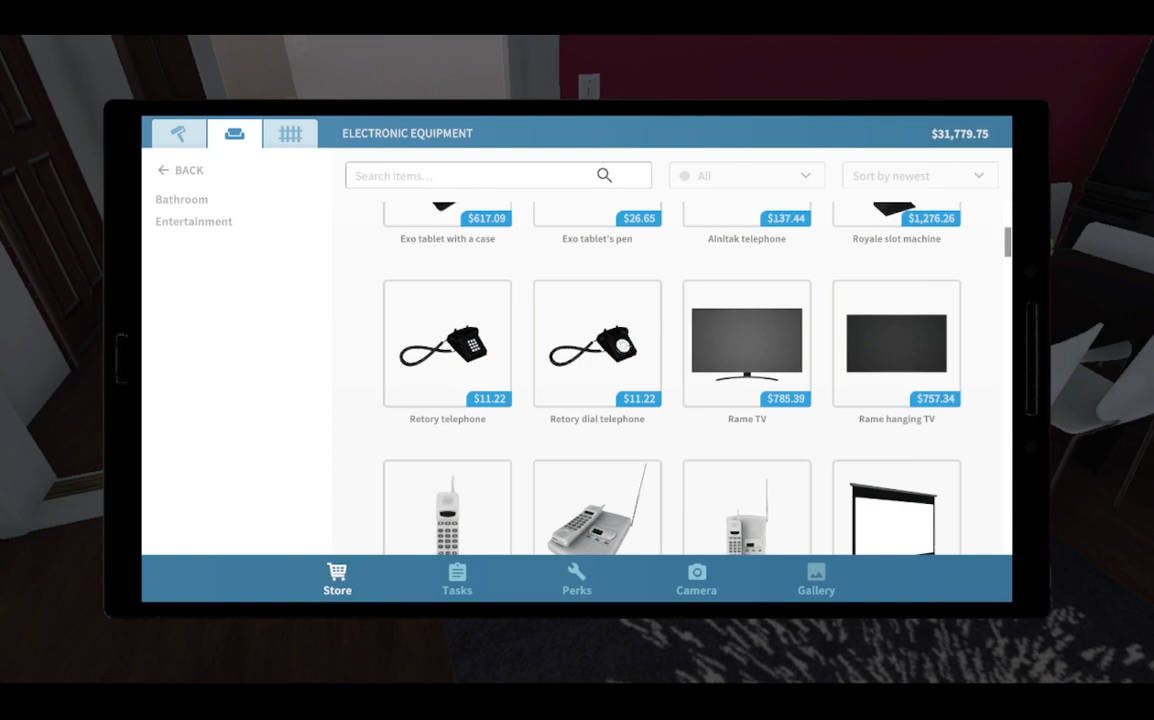 ELECTRONIC EQUIPMENT
$31,779.75
BACK
Bathroom
Entertainment
Search items...
All
Sort by newest
$617.09
$26.65
$137.44
$1,276.26
Exo tablet with a case
Exo tablet's pen
Alnitak telephone
Royale slot machine
$11.22
$11.22
$785.39
$757.34
Retory telephone
Retory dial telephone
Rame TV
Rame hanging TV
Store
Tasks
Perks
Camera
Gallery